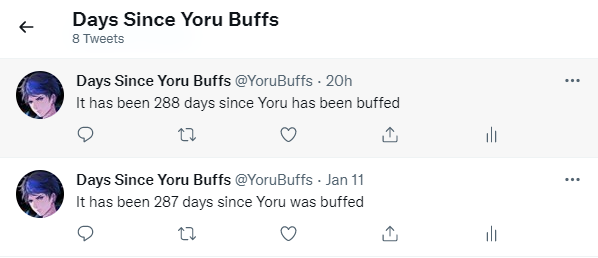 Days Since Yoru Buffs
8 Tweets
Days Since Yoru Buffs @YoruBuffs · 20h
It has been 288 days since Yoru has been buffed
Days Since Yoru Buffs @YoruBuffs · Jan 11
It has been 287 days since Yoru was buffed